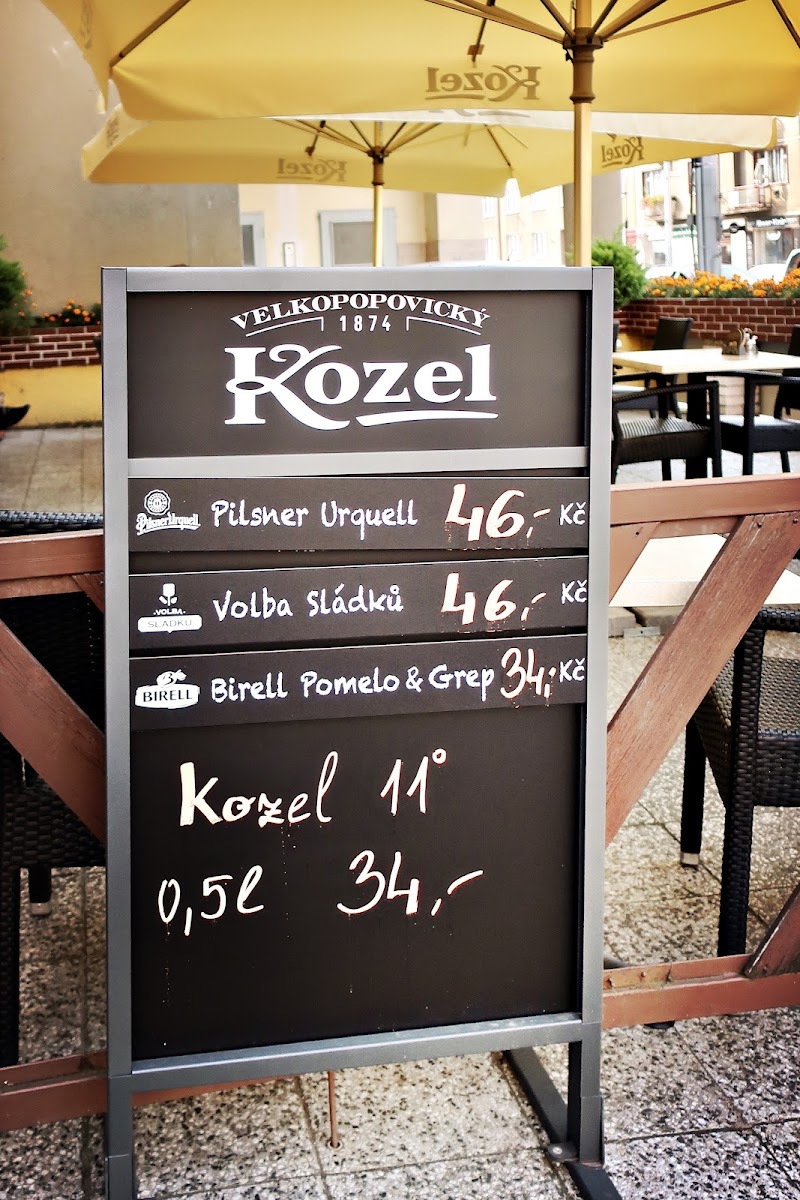 Kozel
Kozel
Kozel
VELKOPOPOVICKÝ
1874
Kozel
Pilsner Urquell Pilsner Urquell 46,- Kč
VOLBA SLÁDKŮ Volba Sládků 46,- Kč
BIRELL Birell Pomelo & Grep 34,- Kč
Kozel 11°
0,5l 34,-